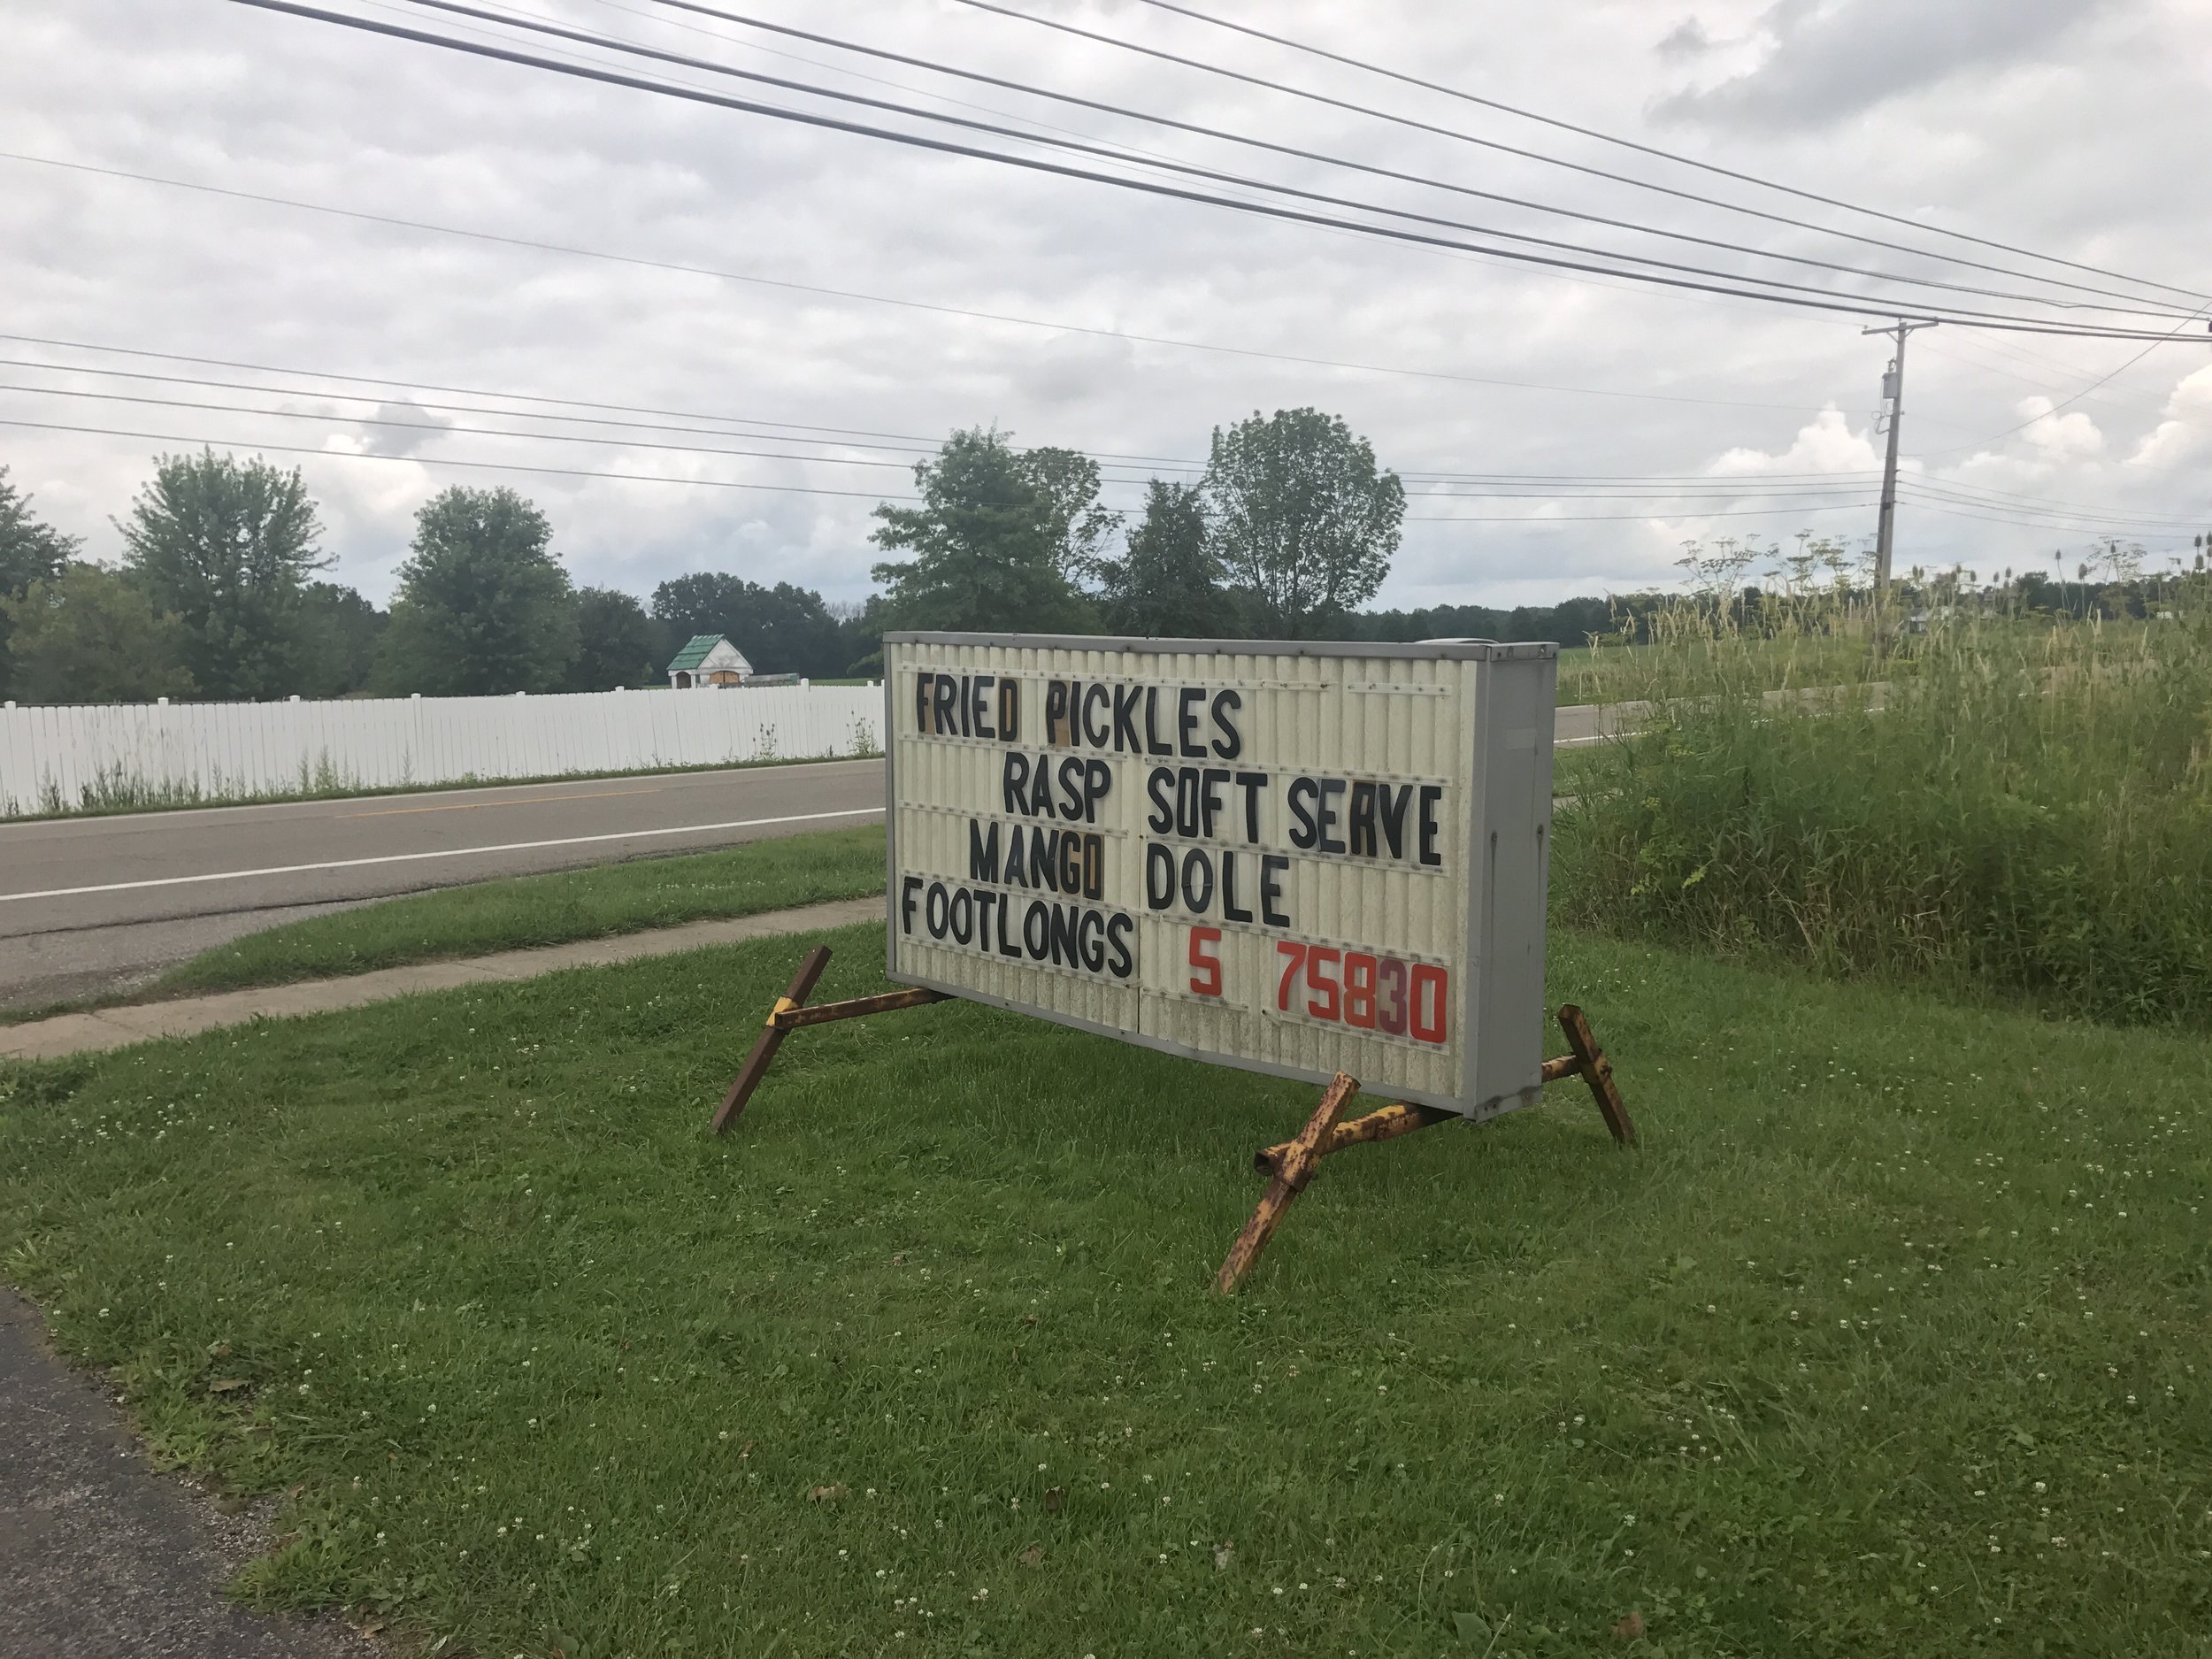 FRIED PICKLES
RASP SOFT SERVE
MANGO DOLE
FOOTLONGS 5 75830